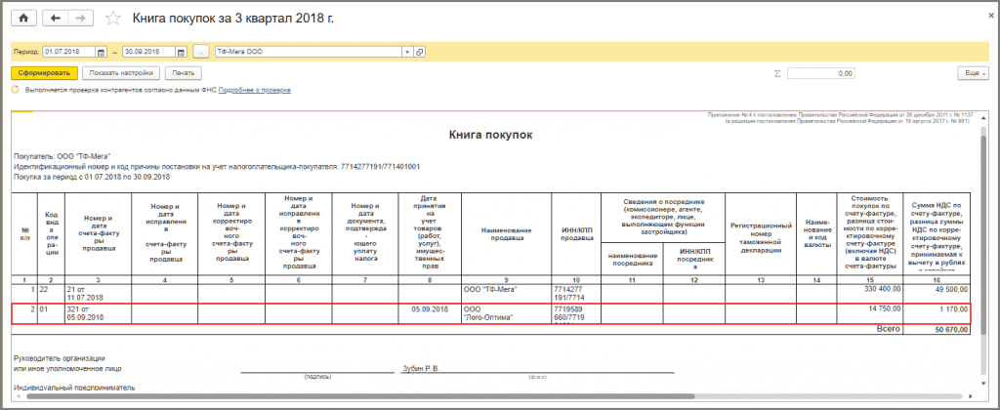 Книга покупок за 3 квартал 2018 г.
Период: 01.07.2018 – 30.09.2018 ... ТФ-Мега ООО
Сформировать Показать настройки Печать Σ 0,00 Еще
Выполняется проверка контрагентов согласно данным ФНС Подробнее о проверке
Приложение № 4 к постановлению Правительства Российской Федерации от 26 декабря 2011 г. № 1137
(в редакции постановления Правительства Российской Федерации от 19 августа 2017 г. № 981)
Книга покупок
Покупатель: ООО "ТФ-Мега"
Идентификационный номер и код причины постановки на учет налогоплательщика-покупателя: 7714277191/771401001
Покупка за период с 01.07.2018 по 30.09.2018
№
п/п
Код
вид
а
опе
ра-
ции
Номер и
дата
счета-факту
ры
продавца
Номер и
дата
исправлени
я
счета-факту
ры
продавца
Номер и
дата
корректиро
воч-
ного
счета-факту
ры
продавца
Номер и
дата
исправлени
я
корректиро
воч-
ного
счета-факту
ры
продавца
Номер и
дата
документа,
подтвержда
-
ющего
уплату
налога
Дата
принятия
на
учет
товаров
(работ,
услуг),
имущес-
твенных
прав
Наименование
продавца
ИНН/КПП
продавца
Сведения о посреднике
(комиссионере, агенте,
экспедиторе, лице,
выполняющем функции
застройщика)
наименование
посредника
ИНН/КПП
посредник
а
Регистрационный
номер
таможенной
декларации
Наиме-
нование
и код
валюты
Стоимость
покупок по
счету-фактуре,
разница стои-
мости по корре-
ктировочному
счету-фактуре
(включая НДС)
в валюте
счета-фактуры
Сумма НДС по
счету-фактуре,
разница суммы
НДС по корре-
ктировочному
счету-фактуре,
принимаемая к
вычету в рублях
1 2 3 4 5 6 7 8 9 10 11 12 13 14 15 16
1 22 21 от ООО "ТФ-Мега" 7714277 330 400,00 49 500,00
11.07.2018 191/7714
2 01 321 от 05.09.2018 ООО 7719589 14 750,00 1 170,00
05.09.2018 "Лого-Оптима" 660/7719
Всего 50 670,00
Руководитель организации
или иное уполномоченное лицо Зубин Р. В.
(подпись) (ф.и.о)
Индивидуальный предприниматель